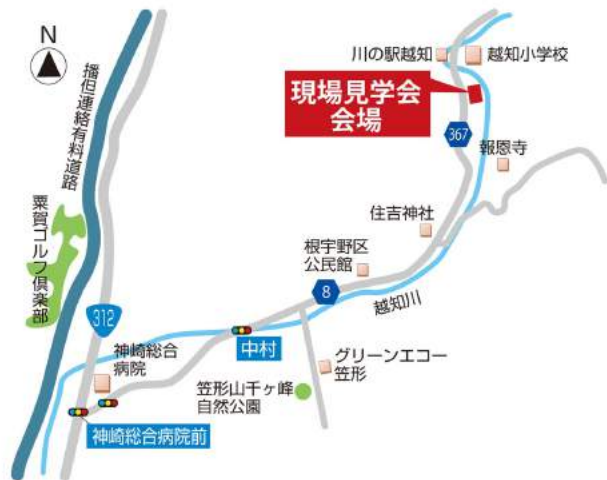 N
播但連絡有料道路
粟賀ゴルフ倶楽部
川の駅越知
越知小学校
現場見学会
会場
367
報恩寺
住吉神社
根宇野区
公民館
8
越知川
312
神崎総合
病院
中村
グリーンエコー
笠形
笠形山千ヶ峰
自然公園
神崎総合病院前